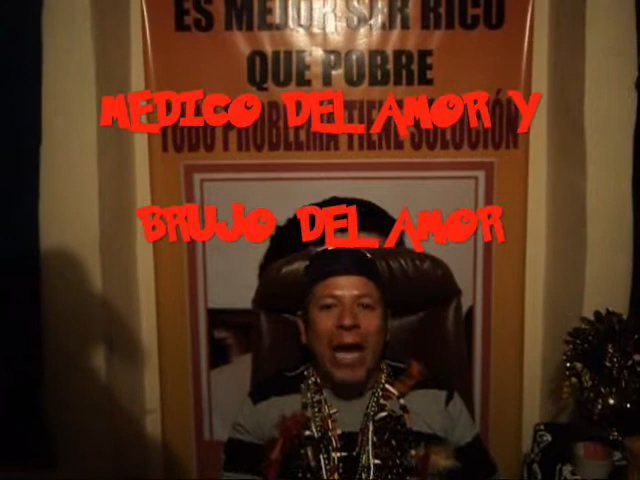 ES MEJOR SER RICO
QUE POBRE
MEDICO DEL AMOR Y
TODO PROBLEMA TIENE SOLUCIÓN
BRUJO DEL AMOR